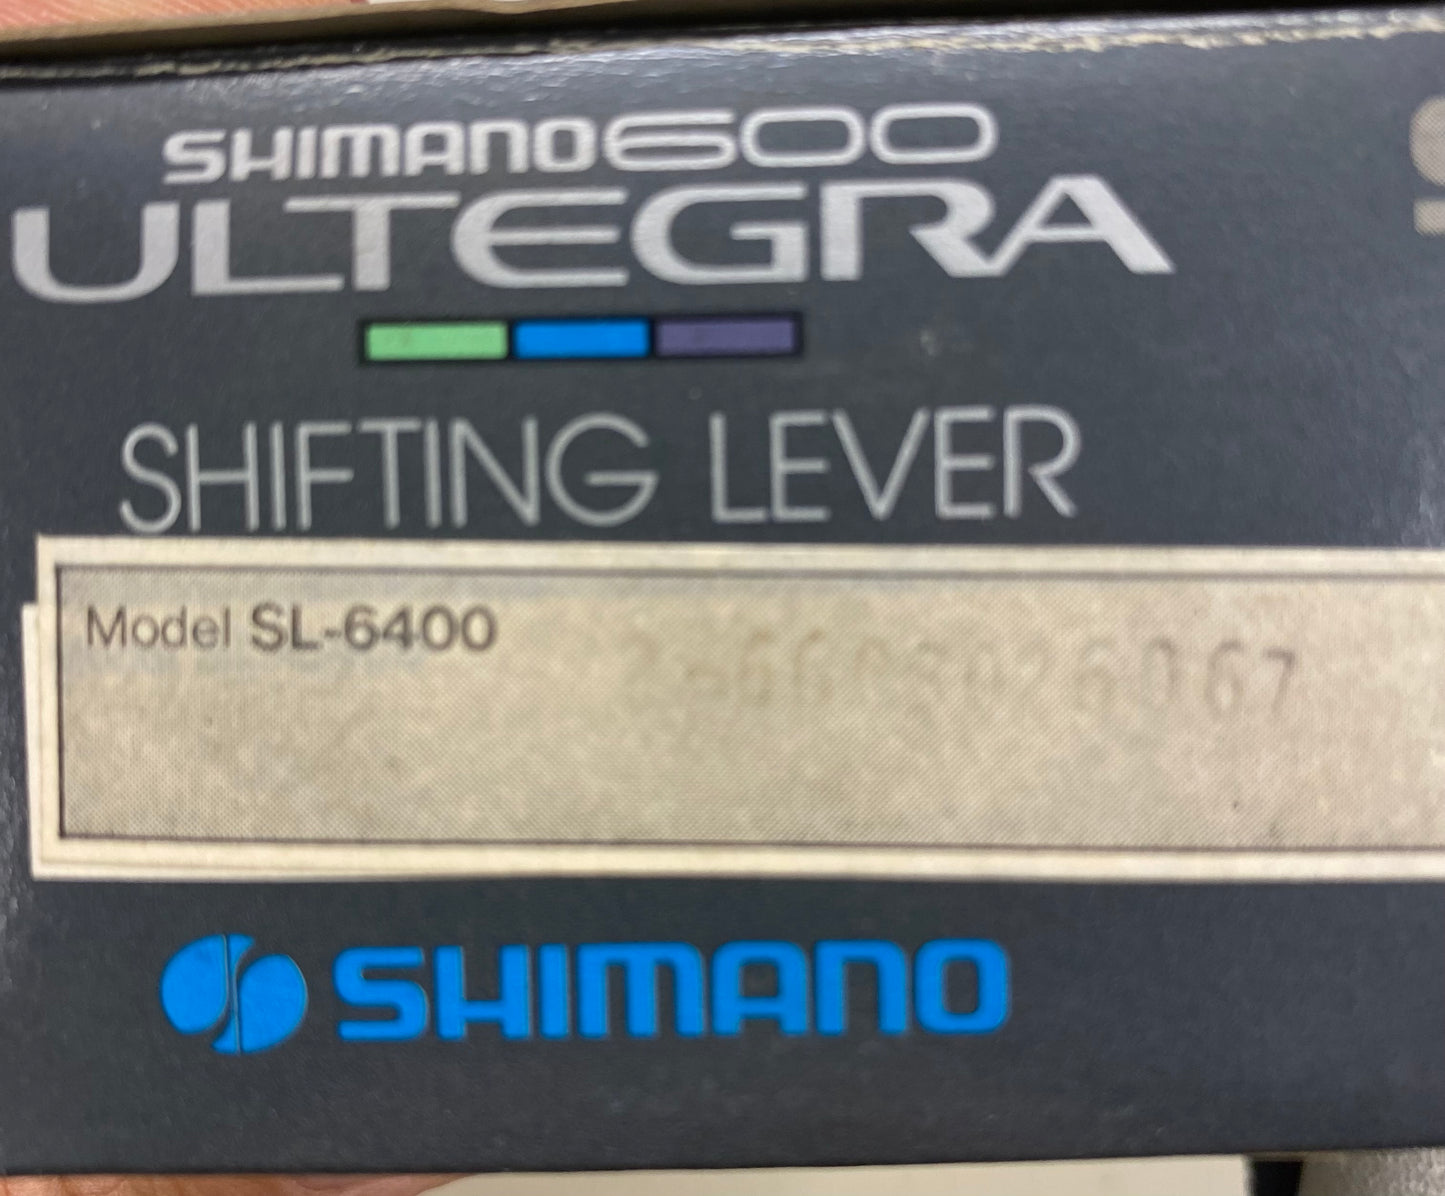 SHIMANO600
ULTEGRA
SHIFTING LEVER
Model SL-6400
SHIMANO